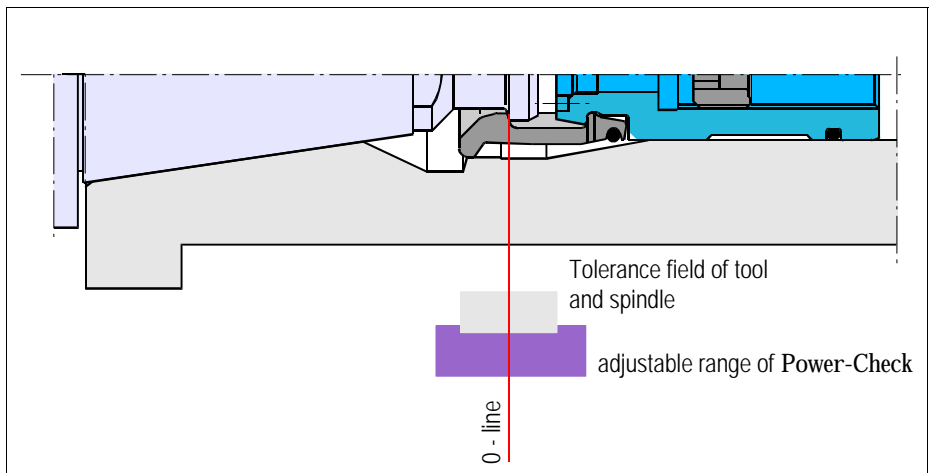 Tolerance field of tool
and spindle
adjustable range of Power-Check
0 - line